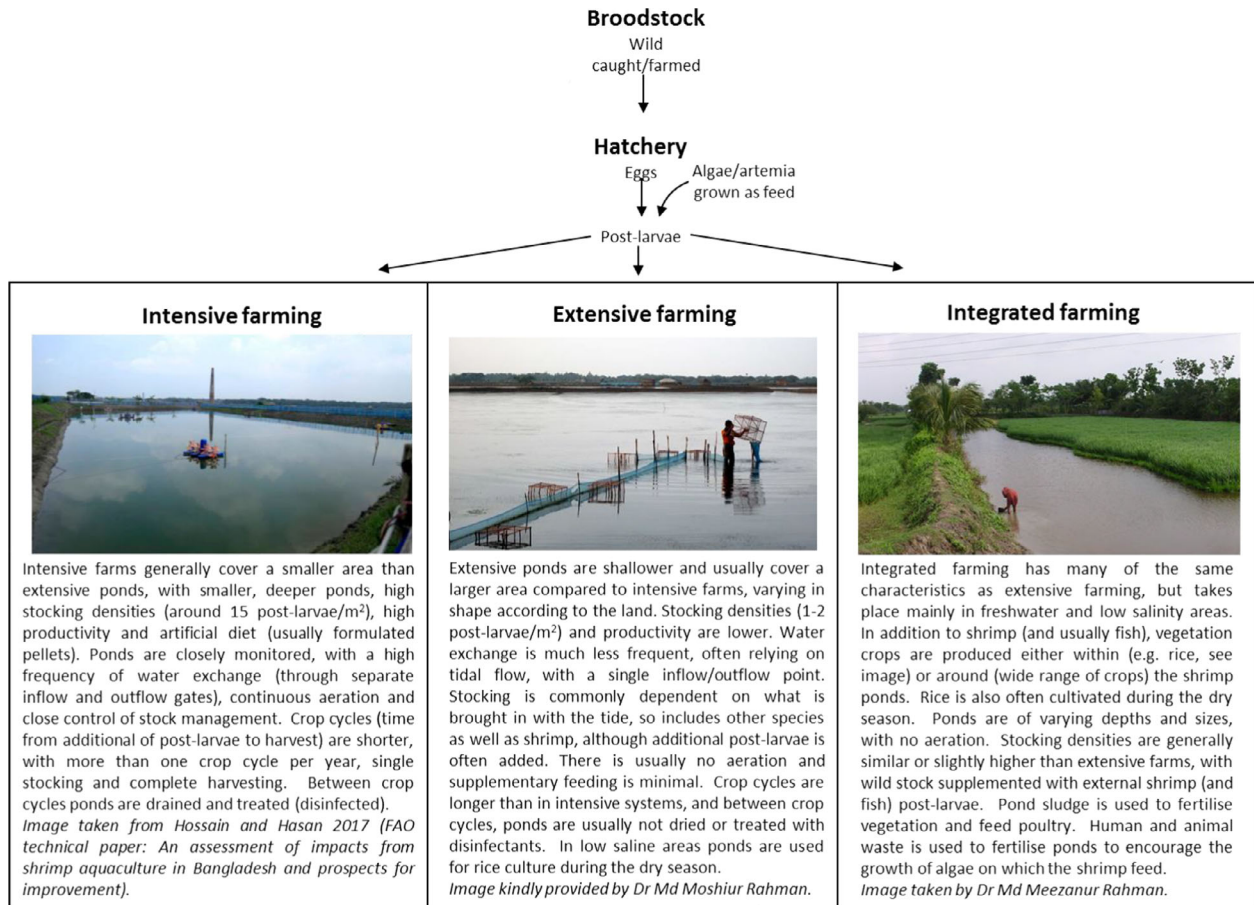 Broodstock
Wild
caught/farmed
Hatchery
Eggs
Algae/artemia
grown as feed
Post-larvae
Intensive farming
Intensive farms generally cover a smaller area than
extensive ponds, with smaller, deeper ponds, high
stocking densities (around 15 post-larvae/m²), high
productivity and artificial diet (usually formulated
pellets). Ponds are closely monitored, with a high
frequency of water exchange (through separate
inflow and outflow gates), continuous aeration and
close control of stock management. Crop cycles (time
from additional of post-larvae to harvest) are shorter,
with more than one crop cycle per year, single
stocking and complete harvesting. Between crop
cycles ponds are drained and treated (disinfected).
Image taken from Hossain and Hasan 2017 (FAO
technical paper: An assessment of impacts from
shrimp aquaculture in Bangladesh and prospects for
improvement).
Extensive farming
Extensive ponds are shallower and usually cover a
larger area compared to intensive farms, varying in
shape according to the land. Stocking densities (1-2
post-larvae/m²) and productivity are lower. Water
exchange is much less frequent, often relying on
tidal flow, with a single inflow/outflow point.
Stocking is commonly dependent on what is
brought in with the tide, so includes other species
as well as shrimp, although additional post-larvae is
often added. There is usually no aeration and
supplementary feeding is minimal. Crop cycles are
longer than in intensive systems, and between crop
cycles, ponds are usually not dried or treated with
disinfectants. In low saline areas ponds are used
for rice culture during the dry season.
Image kindly provided by Dr Md Moshiur Rahman.
Integrated farming
Integrated farming has many of the same
characteristics as extensive farming, but takes
place mainly in freshwater and low salinity areas.
In addition to shrimp (and usually fish), vegetation
crops are produced either within (e.g. rice, see
image) or around (wide range of crops) the shrimp
ponds. Rice is also often cultivated during the dry
season. Ponds are of varying depths and sizes,
with no aeration. Stocking densities are generally
similar or slightly higher than extensive farms, with
wild stock supplemented with external shrimp (and
fish) post-larvae. Pond sludge is used to fertilise
vegetation and feed poultry. Human and animal
waste is used to fertilise ponds to encourage the
growth of algae on which the shrimp feed.
Image taken by Dr Md Meezanur Rahman.